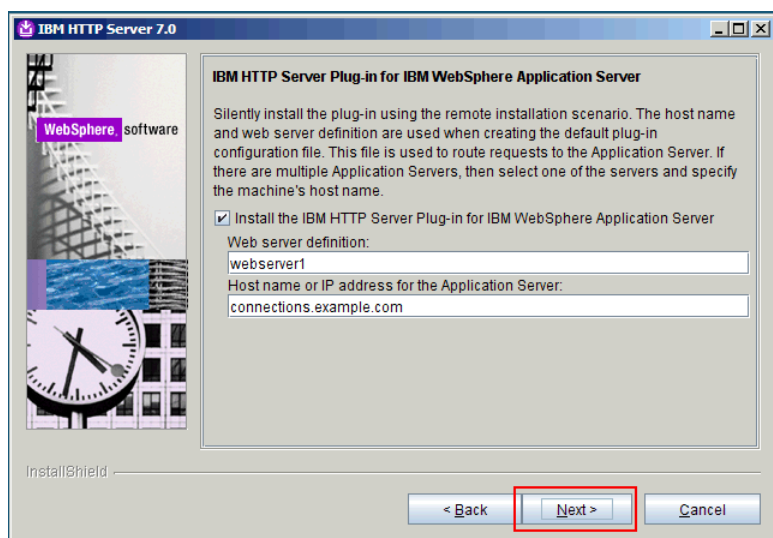 IBM HTTP Server 7.0
WebSphere. software
IBM HTTP Server Plug-in for IBM WebSphere Application Server
Silently install the plug-in using the remote installation scenario. The host name
and web server definition are used when creating the default plug-in
configuration file. This file is used to route requests to the Application Server. If
there are multiple Application Servers, then select one of the servers and specify
the machine's host name.
Install the IBM HTTP Server Plug-in for IBM WebSphere Application Server
Web server definition:
webserver1
Host name or IP address for the Application Server:
connections.example.com
InstallShield
< Back
Next >
Cancel